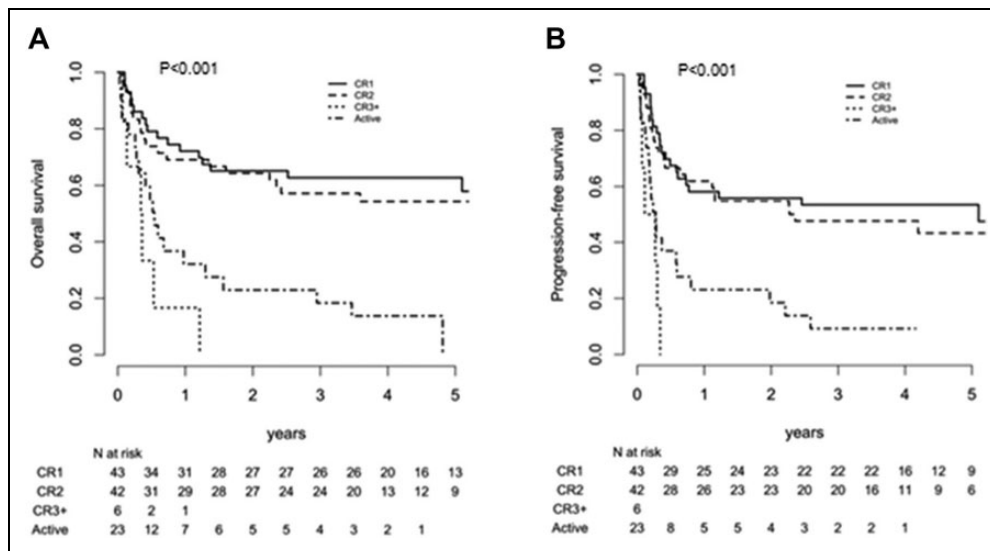 A
P<0.001
CR1
CR2
CR3+
Active
Overall survival
1.0
0.8
0.6
0.4
0.2
0.0
0 1 2 3 4 5
years
N at risk
CR1 43 34 31 28 27 27 26 26 20 16 13
CR2 42 31 29 28 27 24 24 20 13 12 9
CR3+ 6 2 1
Active 23 12 7 6 5 5 4 3 2 1
B
P<0.001
CR1
CR2
CR3+
Active
Progression-free survival
1.0
0.8
0.6
0.4
0.2
0.0
0 1 2 3 4 5
years
N at risk
CR1 43 29 25 24 23 22 22 22 16 12 9
CR2 42 28 26 23 23 20 20 16 11 9 6
CR3+ 6
Active 23 8 5 5 4 3 2 2 1